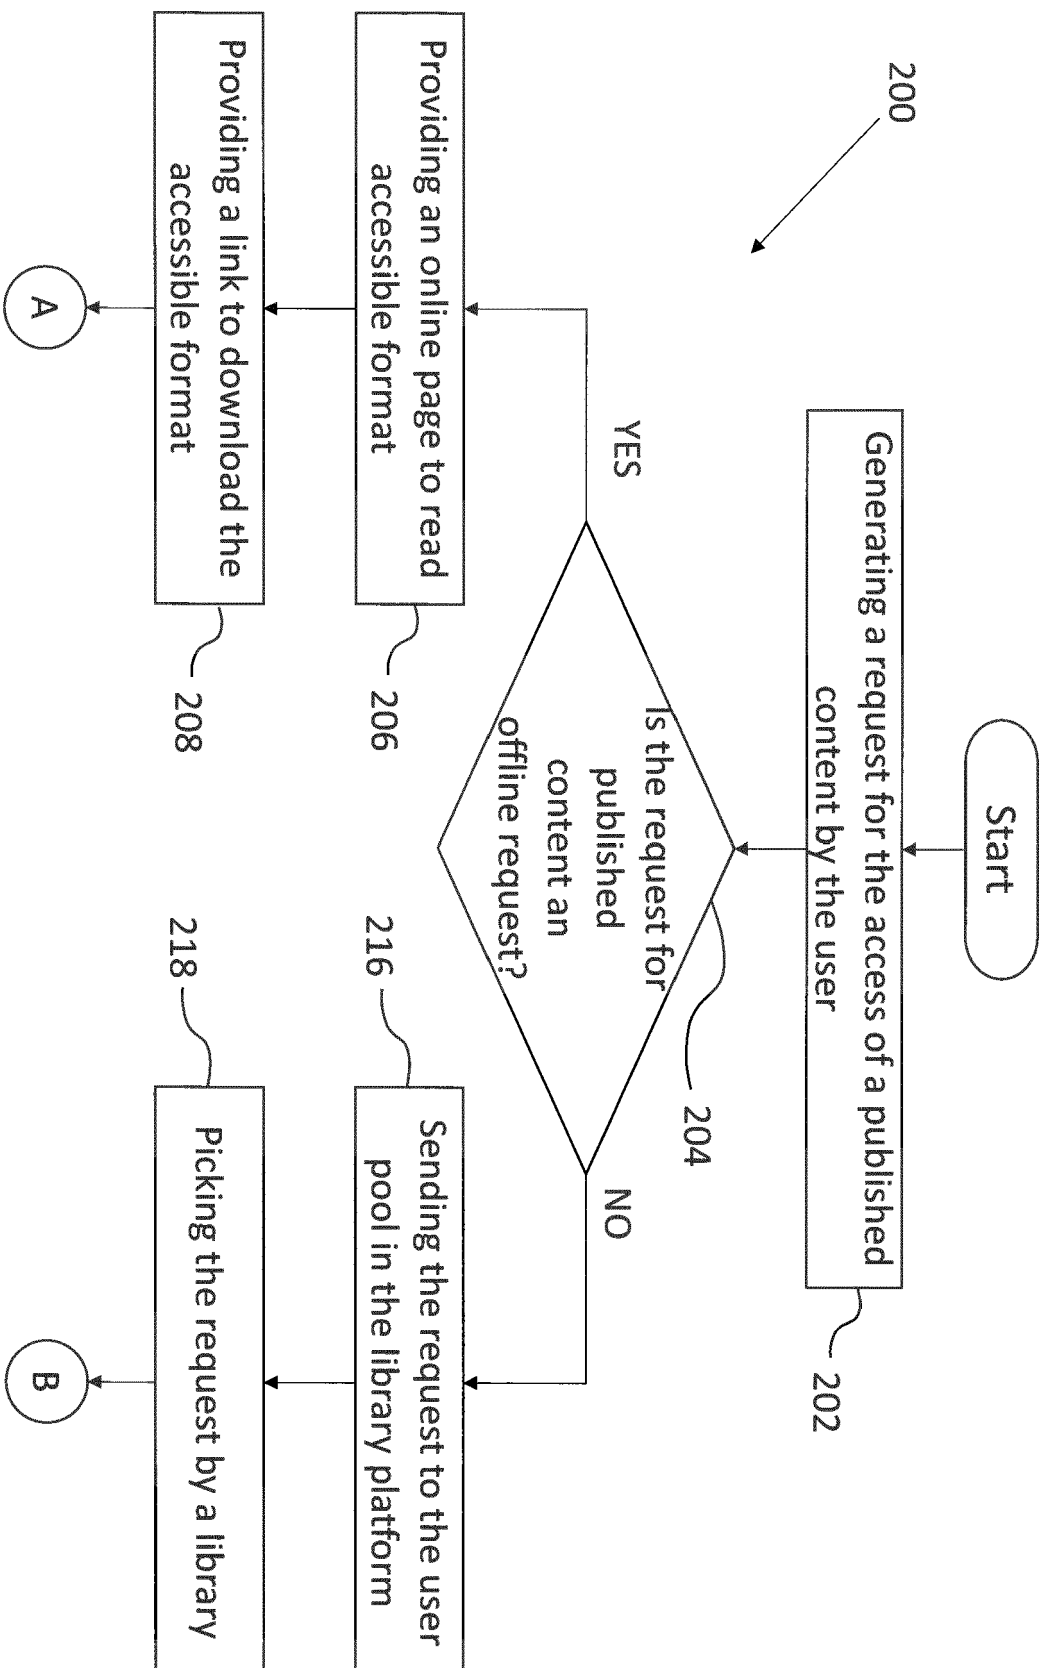 Start
200
Generating a request for the access of a published
content by the user
202
Is the request for
published
content an
offline request?
204
YES
NO
Providing an online page to read
accessible format
206
Sending the request to the user
pool in the library platform
216
Providing a link to download the
accessible format
208
Picking the request by a library
218
A
B